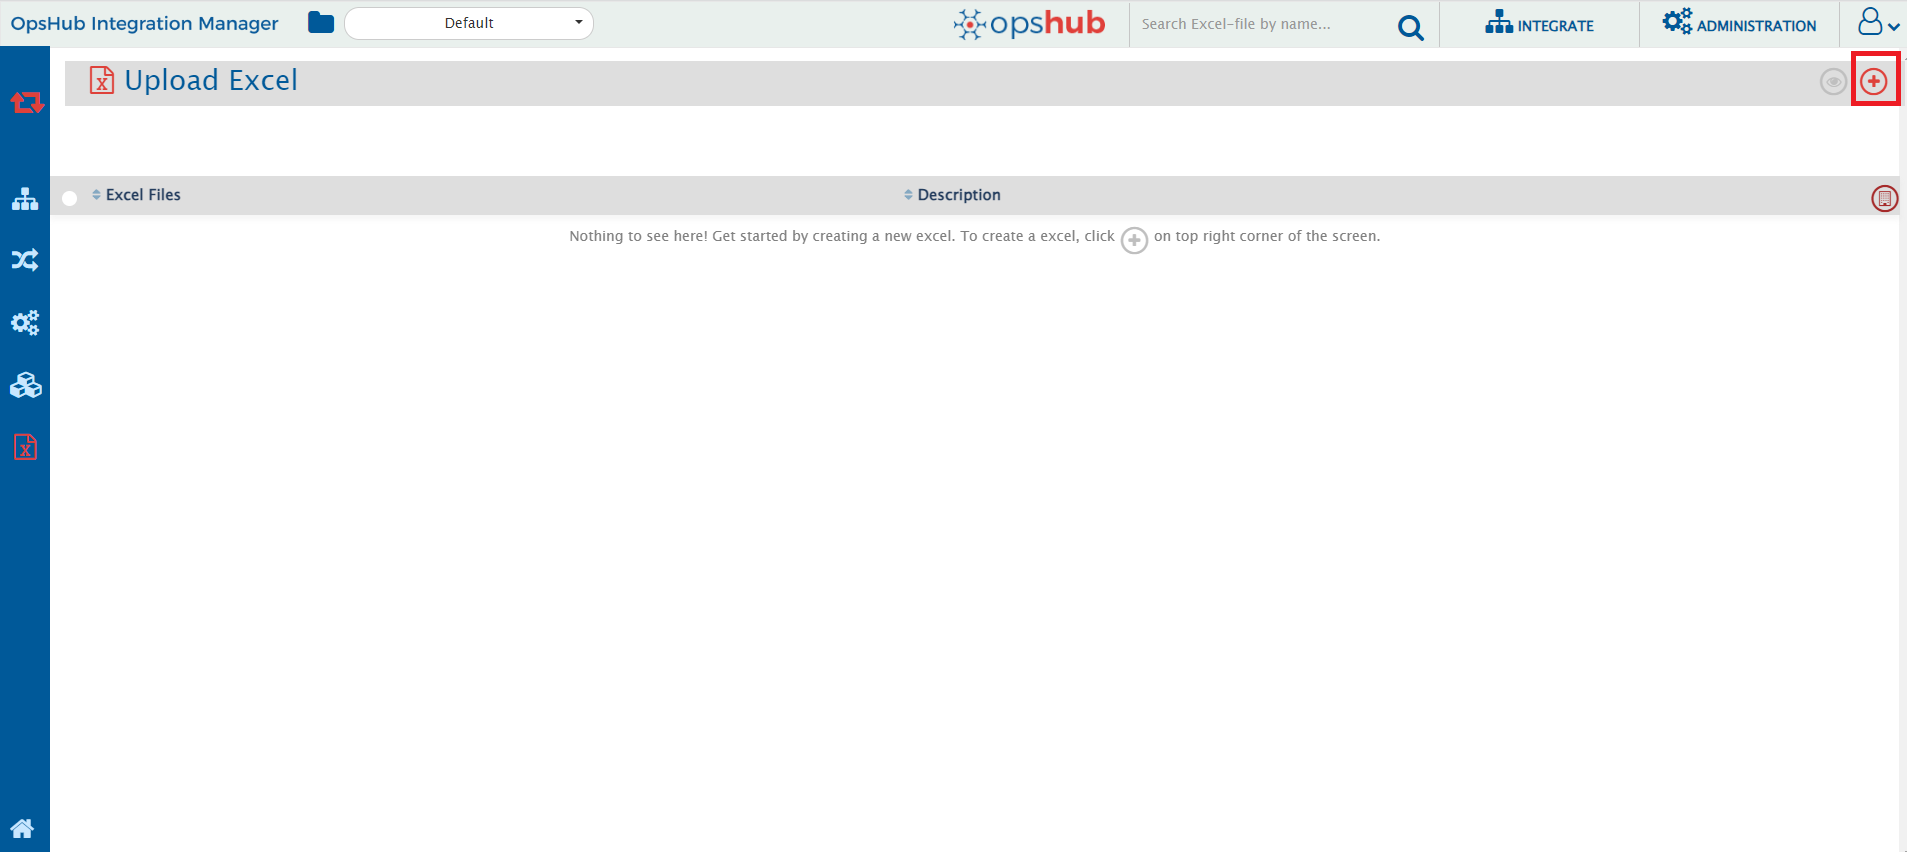 OpsHub Integration Manager
Default
opshub
Search Excel-file by name...
INTEGRATE
ADMINISTRATION
Upload Excel
Excel Files
Description
Nothing to see here! Get started by creating a new excel. To create a excel, click on top right corner of the screen.